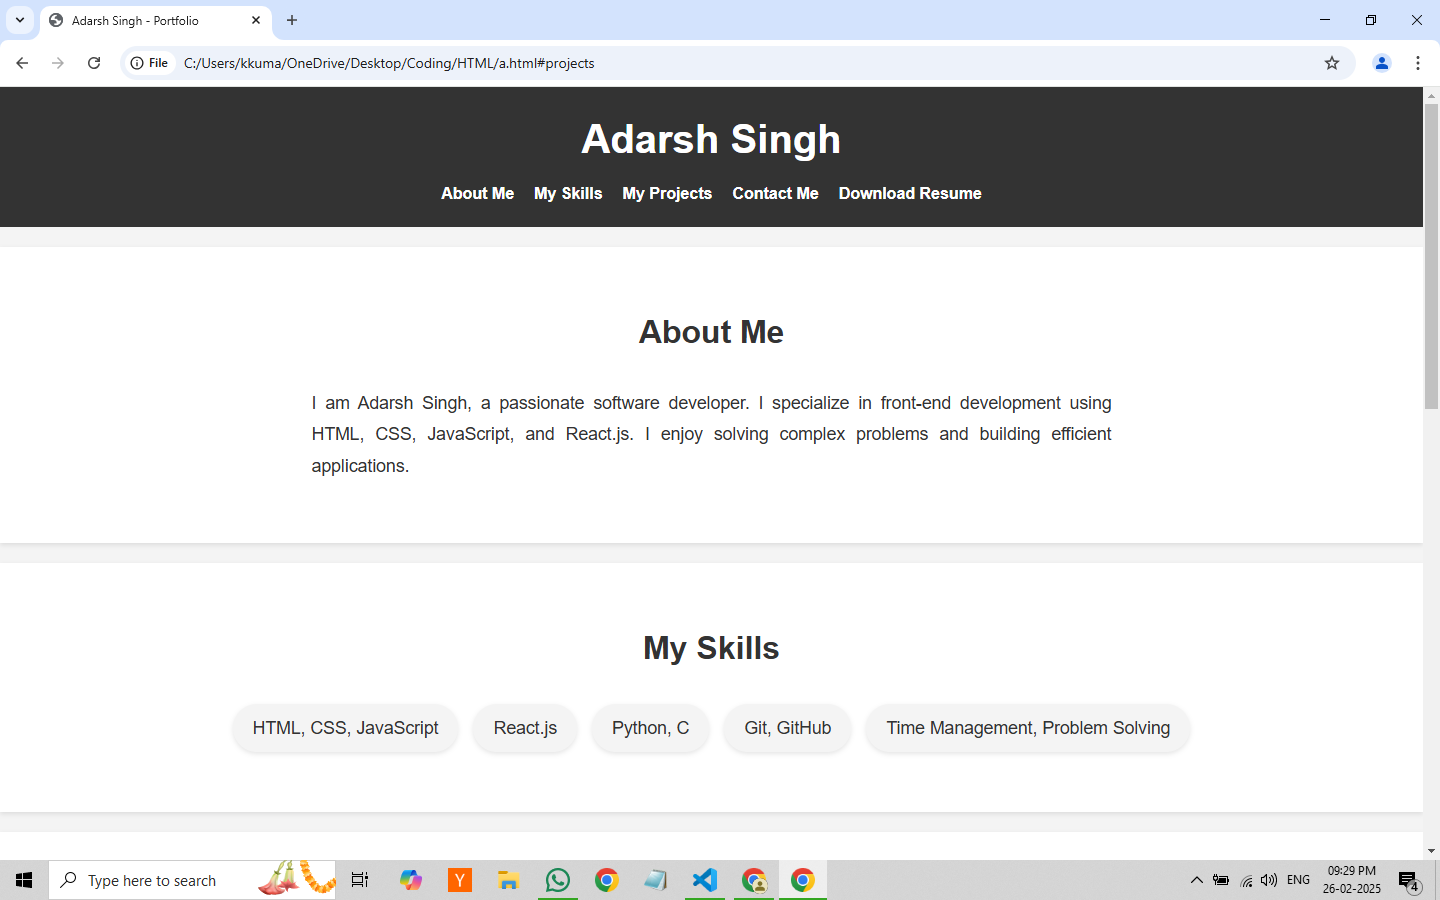 Adarsh Singh - Portfolio
File
C:/Users/kkuma/OneDrive/Desktop/Coding/HTML/a.html#projects
Adarsh Singh
About Me My Skills My Projects Contact Me Download Resume
About Me
I am Adarsh Singh, a passionate software developer. I specialize in front-end development using
HTML, CSS, JavaScript, and React.js. I enjoy solving complex problems and building efficient
applications.
My Skills
HTML, CSS, JavaScript
React.js
Python, C
Git, GitHub
Time Management, Problem Solving
Type here to search
Y
ENG
09:29 PM
26-02-2025
4